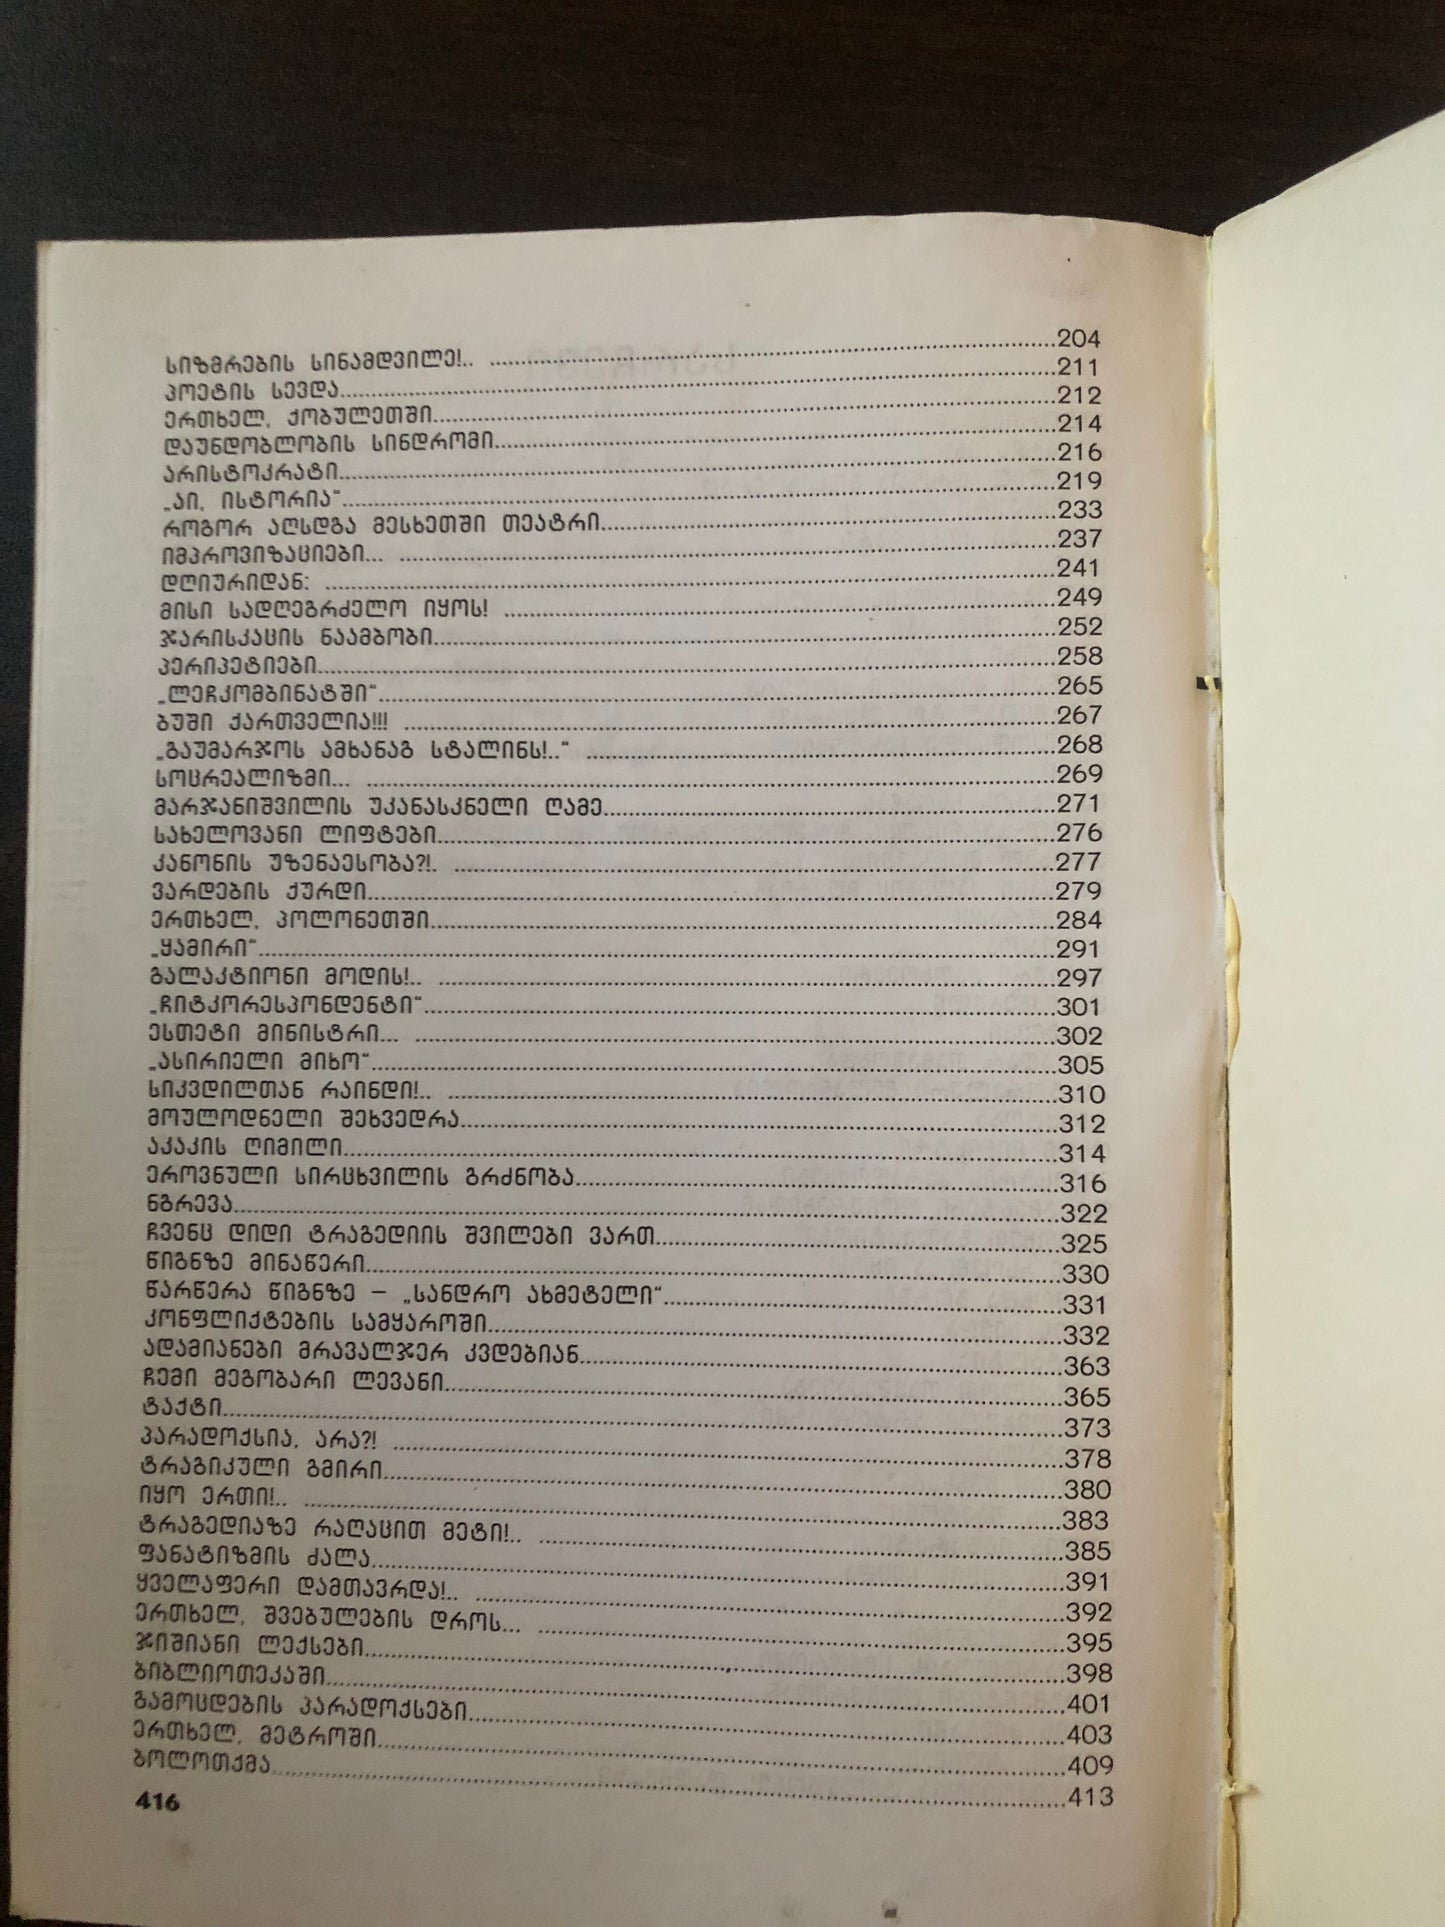 სიზმრების სინამდვილე!.. ........204
პოეტის სევდა........211
ერთხელ, ქობულეთში........212
დაუნდობლობის სინდრომი........214
არისტოკრატი........216
„აი, ისტორია“........219
როგორ აღსდგა მესხეთში თეატრი........233
იმპროვიზაციები... ........237
დღიურიდან: ........241
მისი სადღეგრძელო იყოს! ........249
ჯარისკაცის ნაამბობი........252
პერიპეტიები........258
„ლეჩკომბინატში“........265
ბუში ქართველია!!! ........267
„გაუმარჯოს ამხანაგ სტალინს!..“ ........268
სოცრეალიზმი... ........269
მარჯანიშვილის უკანასკნელი ღამე........271
სახელოვანი ლიფტები........276
კანონის უზენაესობა?!. ........277
ვარდების ქურდი........279
ერთხელ, პოლონეთში........284
„ყამირი“........291
გალაკტიონი მოდის!.. ........297
„ჩიტკორესპონდენტი“........301
ესთეტი მინისტრი... ........302
„ასირიელი მიხო“........305
სიკვდილთან რაინდი!.. ........310
მოულოდნელი შეხვედრა........312
აკაკის ღიმილი........314
ეროვნული სირცხვილის გრძნობა........316
ნგრევა........322
ჩვენც დიდი ტრაგედიის შვილები ვართ........325
წიგნზე მინაწერი........330
წარწერა წიგნზე – „სანდრო ახმეტელი“........331
კონფლიქტების სამყაროში........332
ადამიანები მრავალჯერ კვდებიან........363
ჩემი მეგობარი ლევანი........365
ტაქტი........373
პარადოქსია, არა?! ........378
ტრაგიკული გმირი........380
იყო ერთი!.. ........383
ტრაგედიაზე რაღაცით მეტი!.. ........385
ფანატიზმის ძალა........391
ყველაფერი დამთავრდა!.. ........392
ერთხელ, შვებულების დროს... ........395
ჯიშიანი ლექსები........398
ბიბლიოთეკაში........401
გამოცდების პარადოქსები........403
ერთხელ, მეტროში........409
ბოლოთქმა........413
416